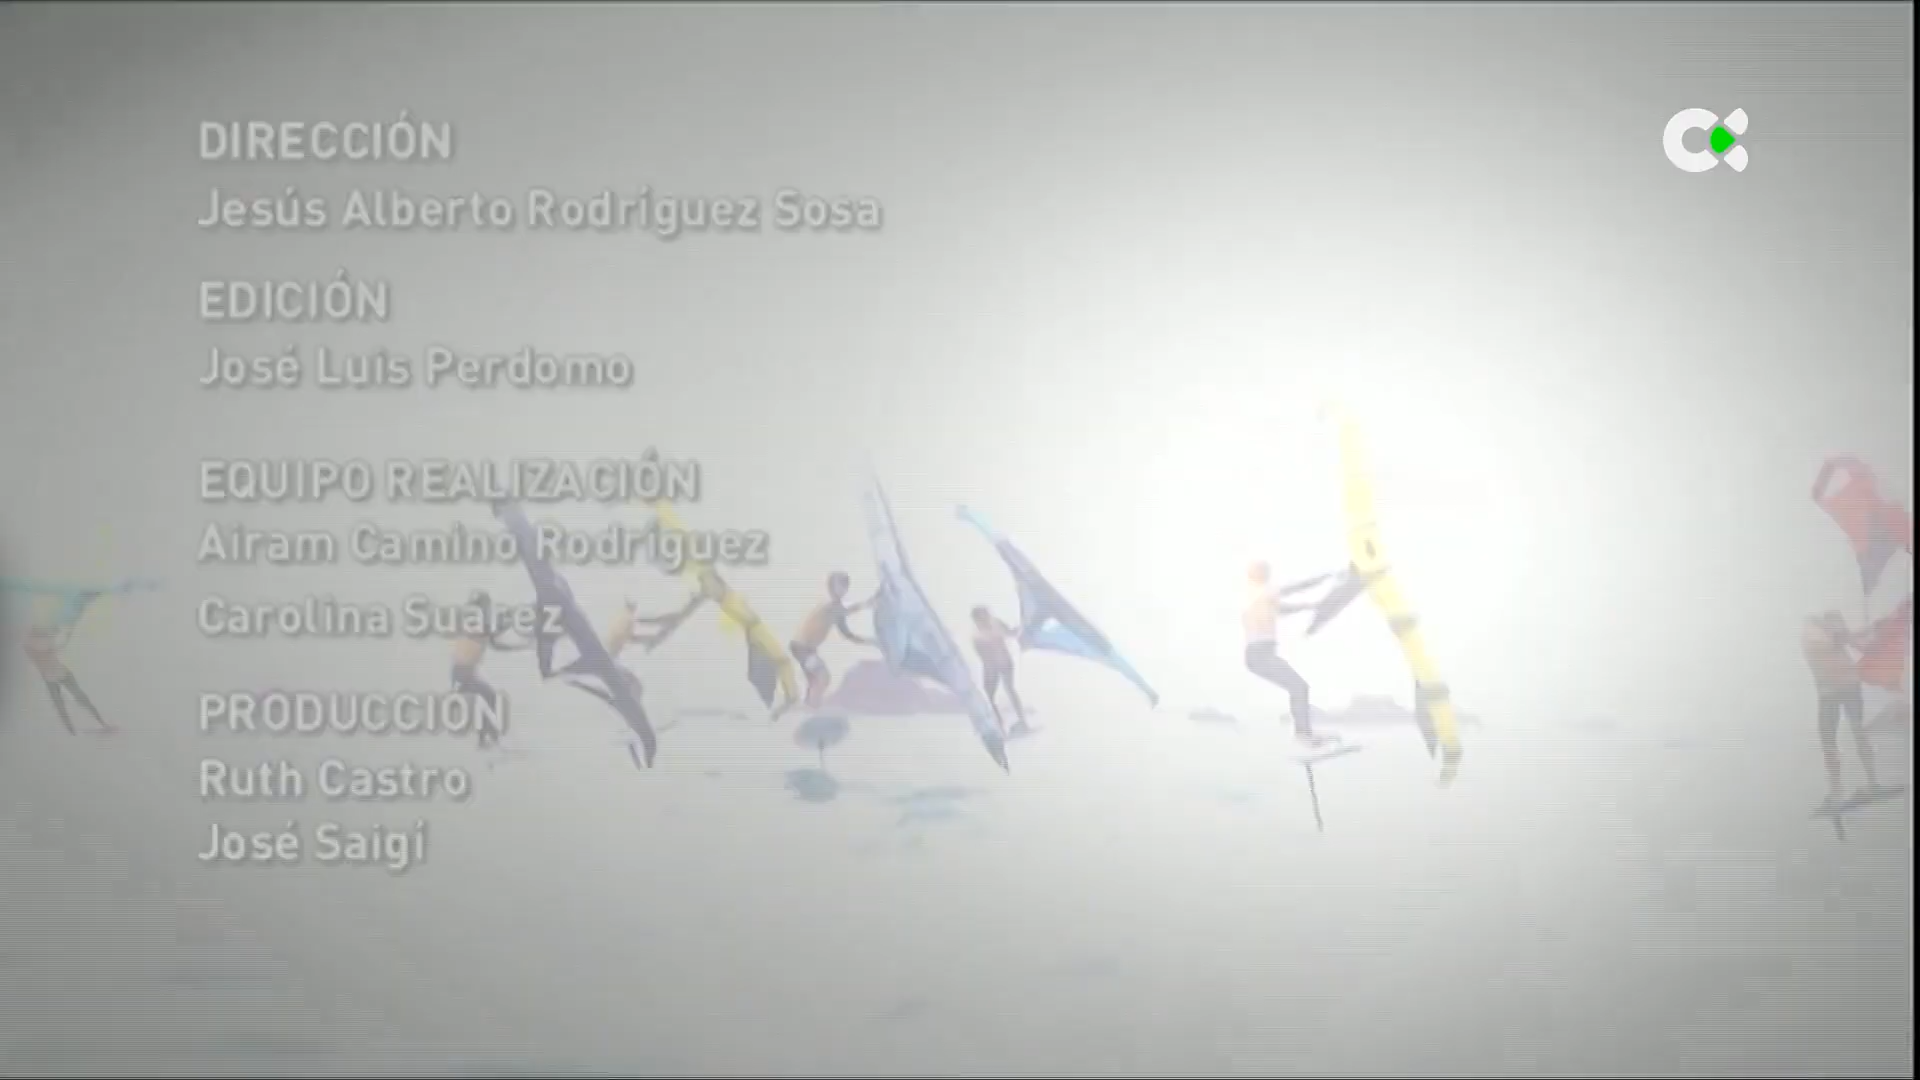 DIRECCIÓN
Jesús Alberto Rodríguez Sosa
EDICIÓN
José Luis Perdomo
EQUIPO REALIZACIÓN
Airam Camino Rodríguez
Carolina Suárez
PRODUCCIÓN
Ruth Castro
José Saigí